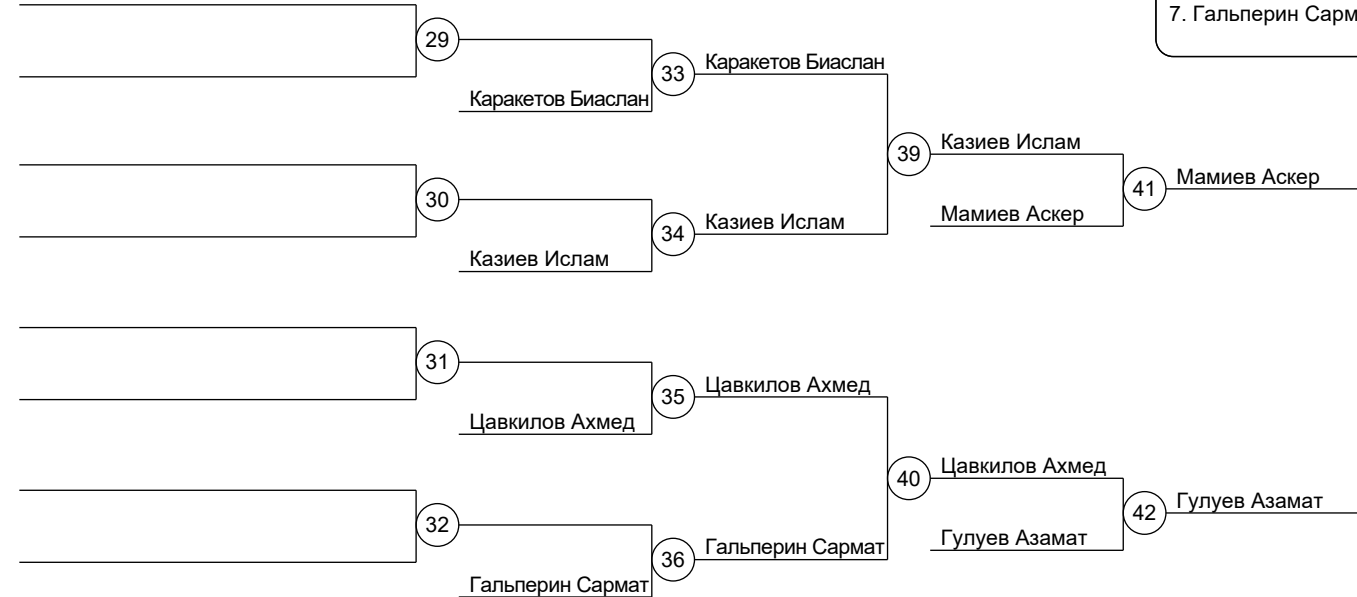 7. Гальперин Сарм
29
33
Каракетов Биаслан
Каракетов Биаслан
39
Казиев Ислам
41
Мамиев Аскер
30
34
Казиев Ислам
Мамиев Аскер
Казиев Ислам
31
35
Цавкилов Ахмед
Цавкилов Ахмед
40
Цавкилов Ахмед
42
Гулуев Азамат
32
36
Гальперин Сармат
Гулуев Азамат
Гальперин Сармат